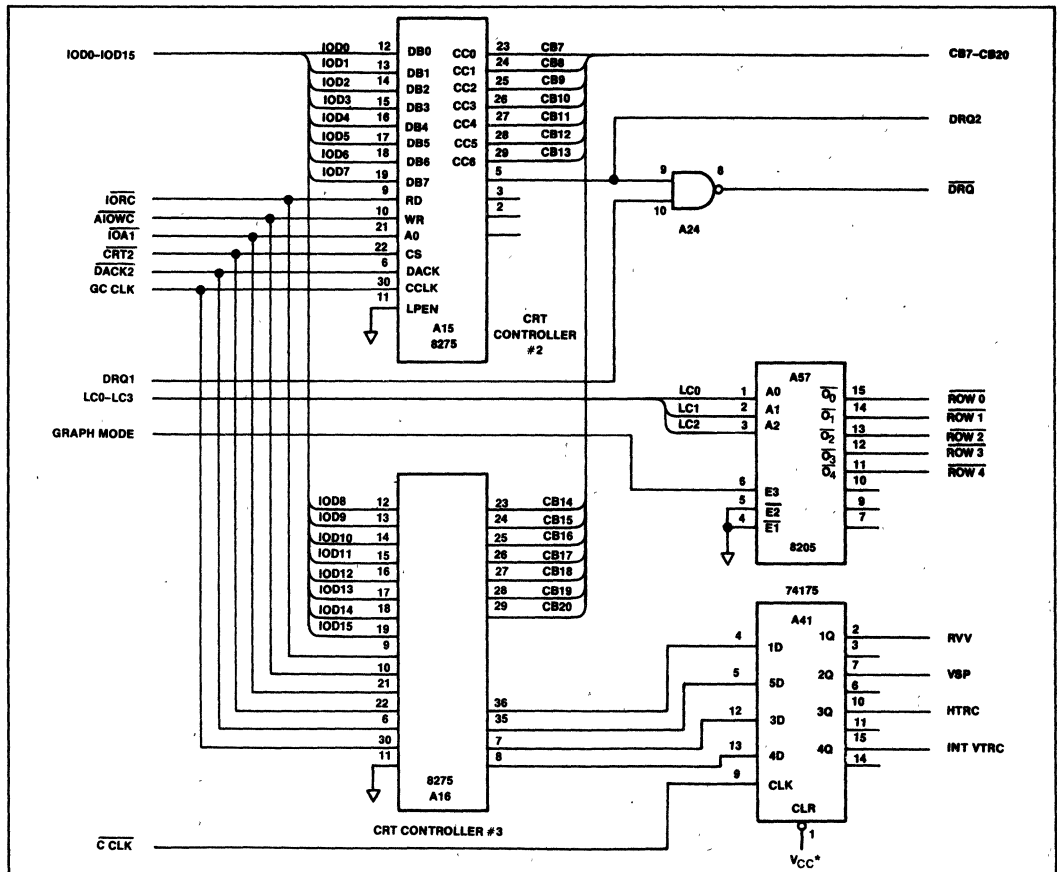 IOD0–IOD15
IOD0 12 DB0 CC0 23 CB7
IOD1 13 DB1 CC1 24 CB8
IOD2 14 DB2 CC2 25 CB9
IOD3 15 DB3 CC3 26 CB10
IOD4 16 DB4 CC4 27 CB11
IOD5 17 DB5 CC5 28 CB12
IOD6 18 DB6 CC6 29 CB13
IOD7 19 DB7 5
CB7–CB20
DRQ2
9 8
10
A24
DRQ
IORC 9 RD 3
AIOWC 10 WR 2
IOA1 21 A0
CRT2 22 CS
DACK2 6 DACK
GC CLK 30 CCLK
11 LPEN
A15
8275
CRT
CONTROLLER
#2
DRQ1
LC0–LC3
GRAPH MODE
A57
LC0 1 A0 O0 15 ROW 0
LC1 2 A1 O1 14 ROW 1
LC2 3 A2 O2 13 ROW 2
O3 12 ROW 3
O4 11 ROW 4
6 E3 10
5 E2 9
4 E1 7
8205
IOD8 12 23 CB14
IOD9 13 24 CB15
IOD10 14 25 CB16
IOD11 15 26 CB17
IOD12 16 27 CB18
IOD13 17 28 CB19
IOD14 18 29 CB20
IOD15 19
9
10
21
22 36
6 35
30 7
11 8
8275
A16
CRT CONTROLLER #3
74175
A41
4 1D 1Q 2 RVV
3
5 5D 2Q 7 VSP
6
12 3D 3Q 10 HTRC
11
13 4D 4Q 15 INT VTRC
14
9 CLK
CLR
1
VCC*
C CLK